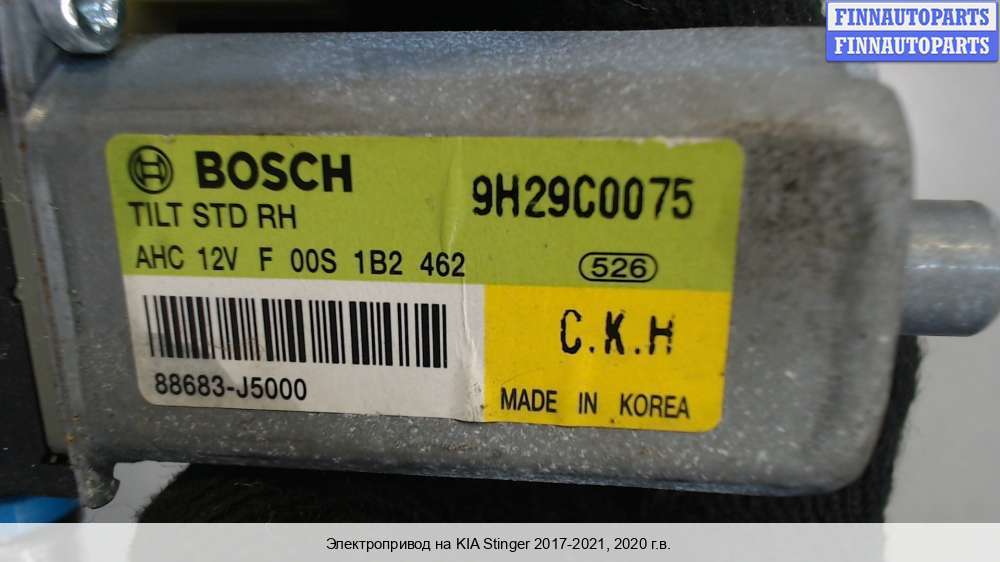 FINNAUTOPARTS
FINNAUTOPARTS
BOSCH
9H29C0075
TILT STD RH
AHC 12V F 00S 1B2 462
526
C.K.H
88683-J5000
MADE IN KOREA
Электропривод на KIA Stinger 2017-2021, 2020 г.в.